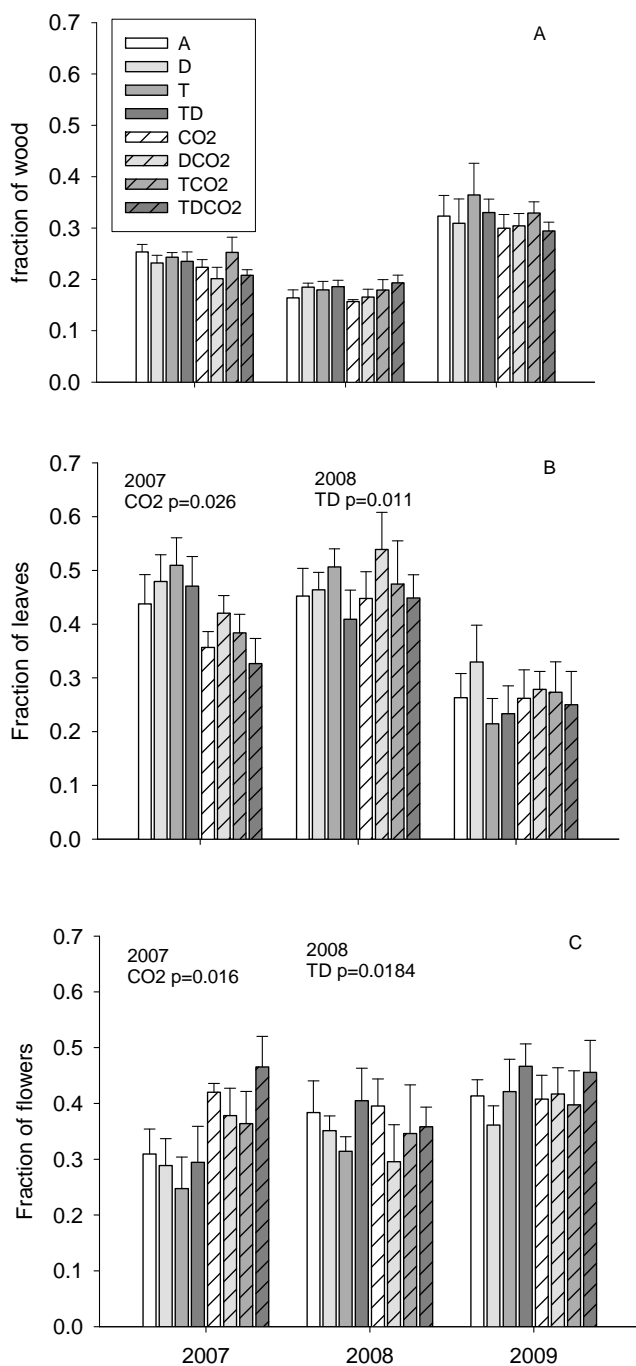 A
0.7
0.6
0.5
0.4
0.3
0.2
0.1
0.0
fraction of wood
A
D
T
TD
CO2
DCO2
TCO2
TDCO2
B
0.7
0.6
0.5
0.4
0.3
0.2
0.1
0.0
Fraction of leaves
2007
CO2 p=0.026
2008
TD p=0.011
C
0.7
0.6
0.5
0.4
0.3
0.2
0.1
0.0
Fraction of flowers
2007
CO2 p=0.016
2008
TD p=0.0184
2007 2008 2009